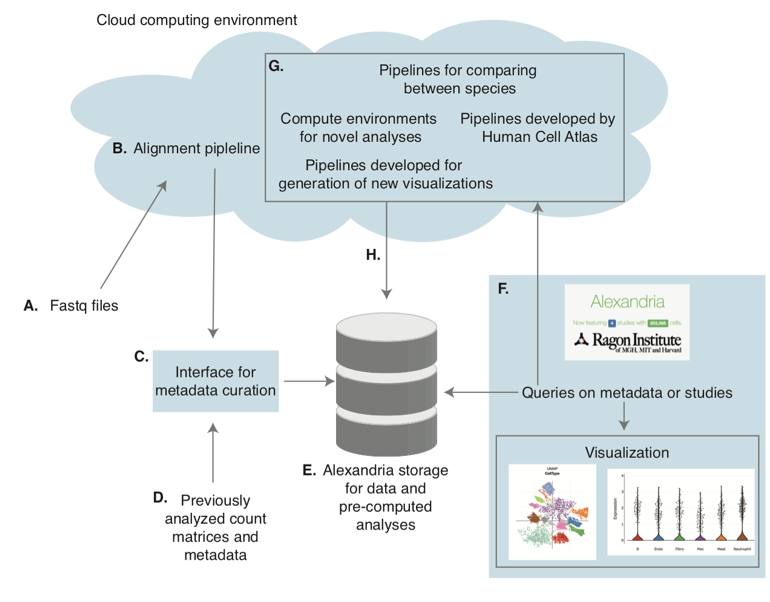 Cloud computing environment
G.
Pipelines for comparing
between species
Compute environments
for novel analyses
Pipelines developed by
Human Cell Atlas
Pipelines developed for
generation of new visualizations
B. Alignment pipleline
A. Fastq files
H.
F.
Alexandria
Now featuring studies with cells.
Ragon Institute
of MGH, MIT and Harvard
C.
Interface for
metadata curation
Queries on metadata or studies
E. Alexandria storage
for data and
pre-computed
analyses
D. Previously
analyzed count
matrices and
metadata
Visualization
UMAP
CellType
Expression
B Endo Fibro Mac Mast Neutrophil